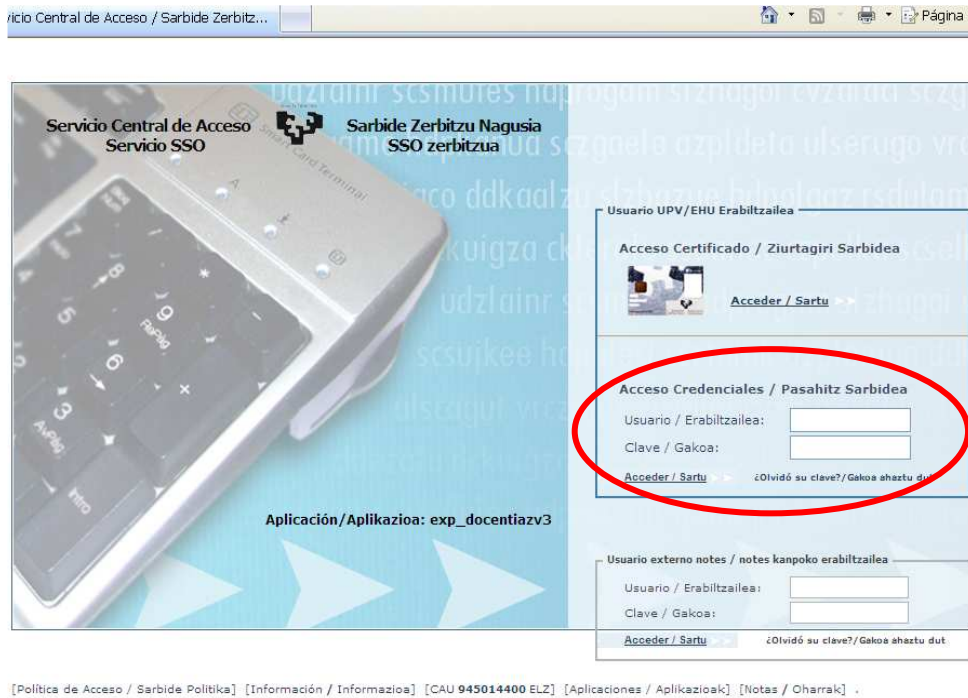 vicio Central de Acceso / Sarbide Zerbitz...
Página
Servicio Central de Acceso
Servicio SSO
Sarbide Zerbitzu Nagusia
SSO zerbitzua
Smart Card Terminal
Usuario UPV/EHU Erabiltzailea
Acceso Certificado / Ziurtagiri Sarbidea
Acceder / Sartu
Acceso Credenciales / Pasahitz Sarbidea
Usuario / Erabiltzailea:
Clave / Gakoa:
Acceder / Sartu
¿Olvidó su clave?/Gakoa ahaztu dut
Aplicación/Aplikazioa: exp_docentiazv3
Usuario externo notes / notes kanpoko erabiltzailea
Usuario / Erabiltzailea:
Clave / Gakoa:
Acceder / Sartu
¿Olvidó su clave?/Gakoa ahaztu dut
[Política de Acceso / Sarbide Politika] [Información / Informazioa] [CAU 945014400 ELZ] [Aplicaciones / Aplikazioak] [Notas / Oharrak] .